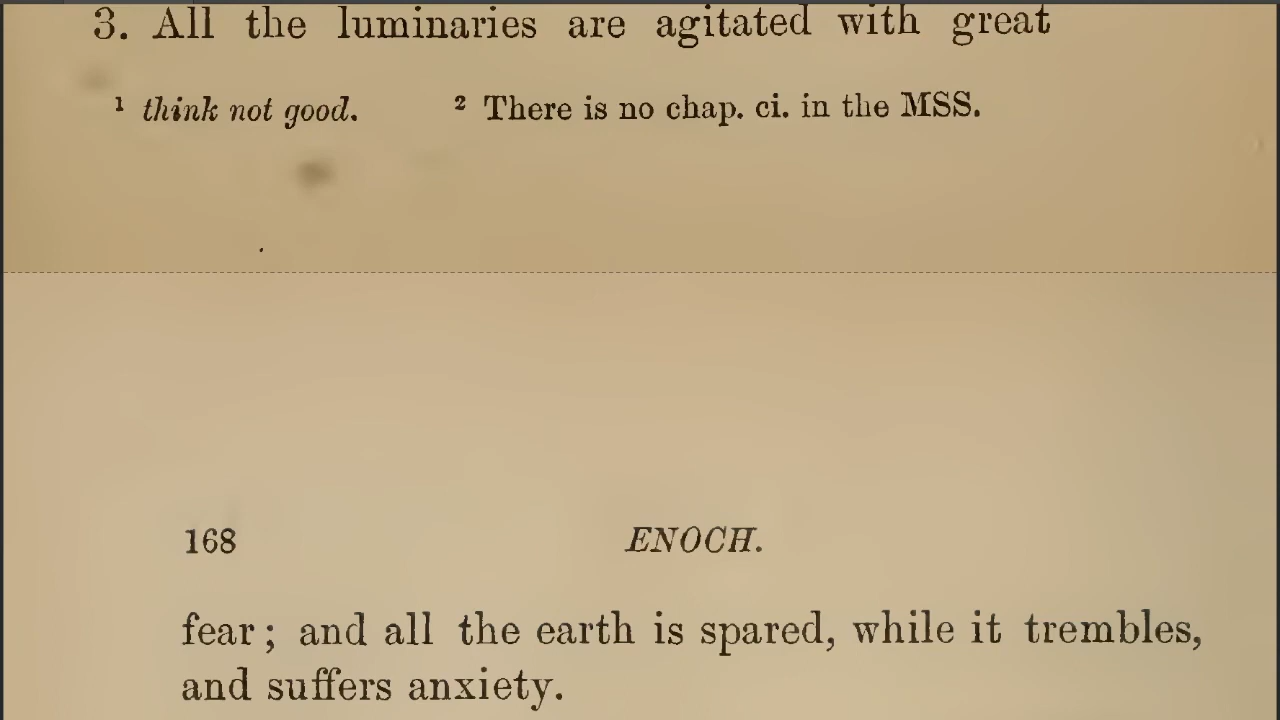 3. All the luminaries are agitated with great
¹ think not good. ² There is no chap. ci. in the MSS.
168 ENOCH.
fear; and all the earth is spared, while it trembles,
and suffers anxiety.